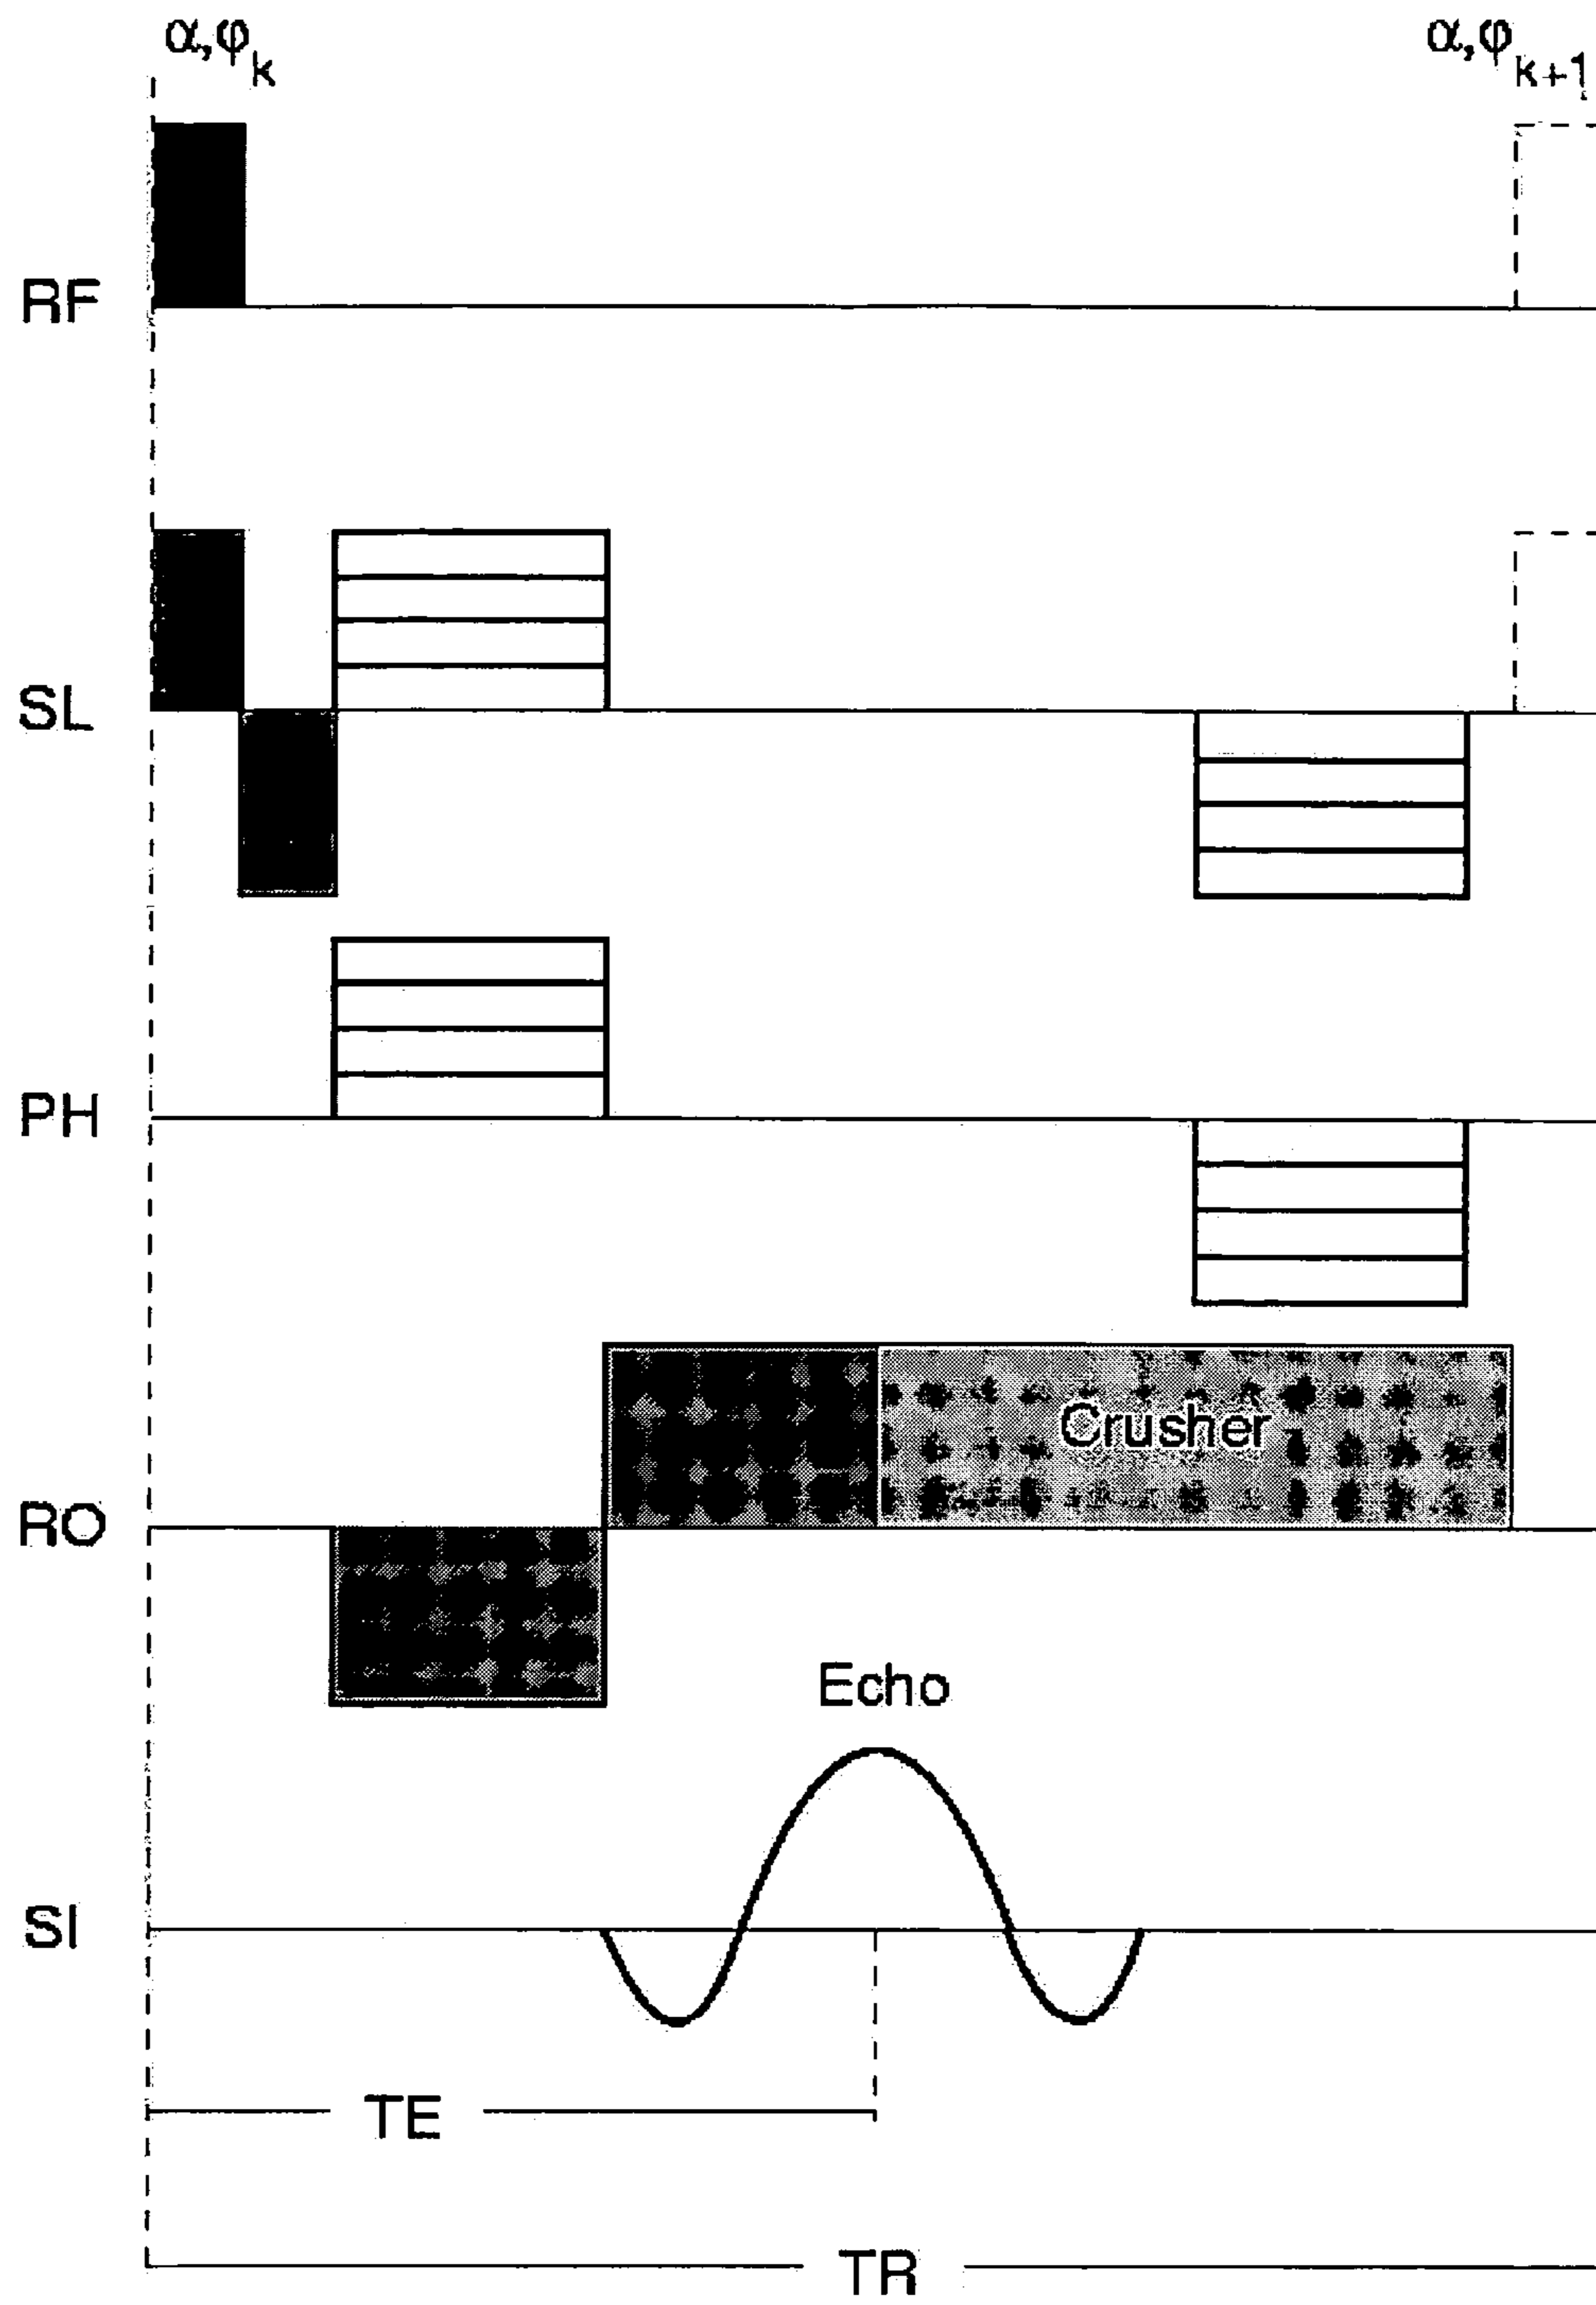 α,φk
α,φk+1
RF
SL
PH
Crusher
RO
Echo
SI
TE
TR